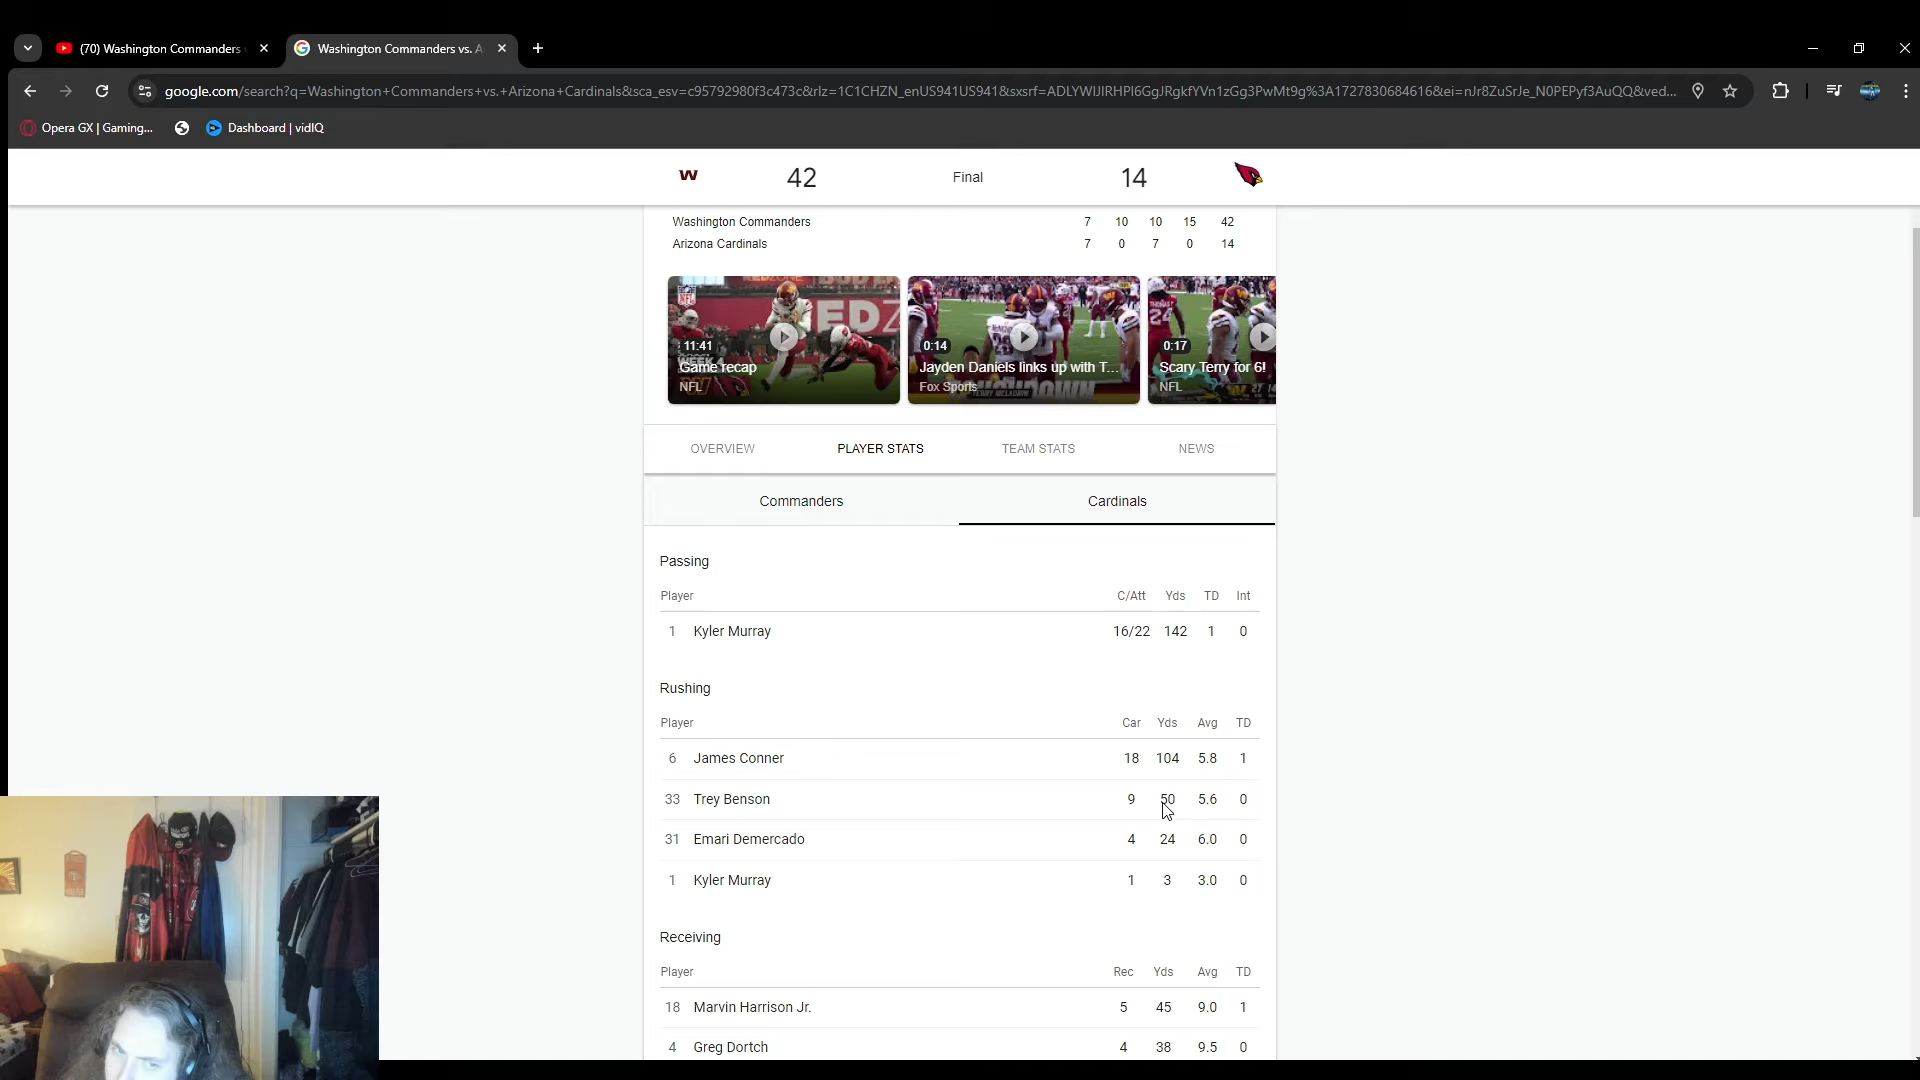 (70) Washington Commanders
Washington Commanders vs. A
google.com/search?q=Washington+Commanders+vs.+Arizona+Cardinals&sca_esv=c95792980f3c473c&rlz=1C1CHZN_enUS941US941&sxsrf=ADLYWIJIRHPI6GgJRgkfYVn1zGg3PwMt9g%3A1727830684616&ei=nJr8ZuSrJe_N0PEPyf3AuQQ&ved...
Opera GX | Gaming...
Dashboard | vidIQ
W 42 Final 14
Washington Commanders 7 10 10 15 42
Arizona Cardinals 7 0 7 0 14
11:41
Game recap
NFL
0:14
Jayden Daniels links up with T...
Fox Sports
0:17
Scary Terry for 6!
NFL
OVERVIEW PLAYER STATS TEAM STATS NEWS
Commanders Cardinals
Passing
Player C/Att Yds TD Int
1 Kyler Murray 16/22 142 1 0
Rushing
Player Car Yds Avg TD
6 James Conner 18 104 5.8 1
33 Trey Benson 9 50 5.6 0
31 Emari Demercado 4 24 6.0 0
1 Kyler Murray 1 3 3.0 0
Receiving
Player Rec Yds Avg TD
18 Marvin Harrison Jr. 5 45 9.0 1
4 Greg Dortch 4 38 9.5 0